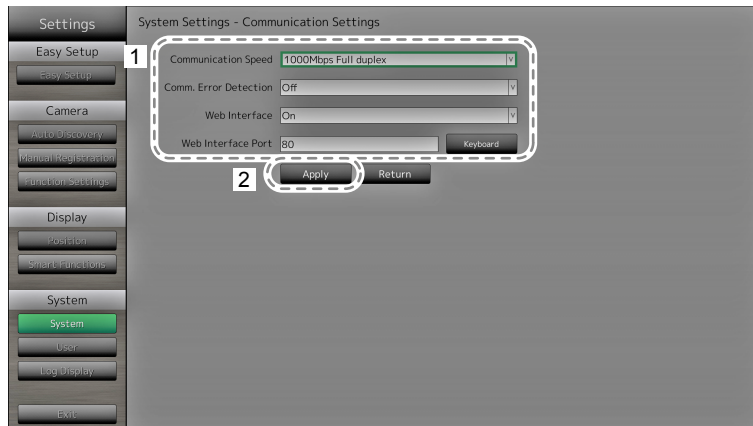 Settings
Easy Setup
Easy Setup
Camera
Auto Discovery
Manual Registration
Function Settings
Display
Position
Smart Functions
System
System
User
Log Display
Exit
System Settings - Communication Settings
1
Communication Speed 1000Mbps Full duplex
Comm. Error Detection Off
Web Interface On
Web Interface Port 80 Keyboard
2
Apply Return